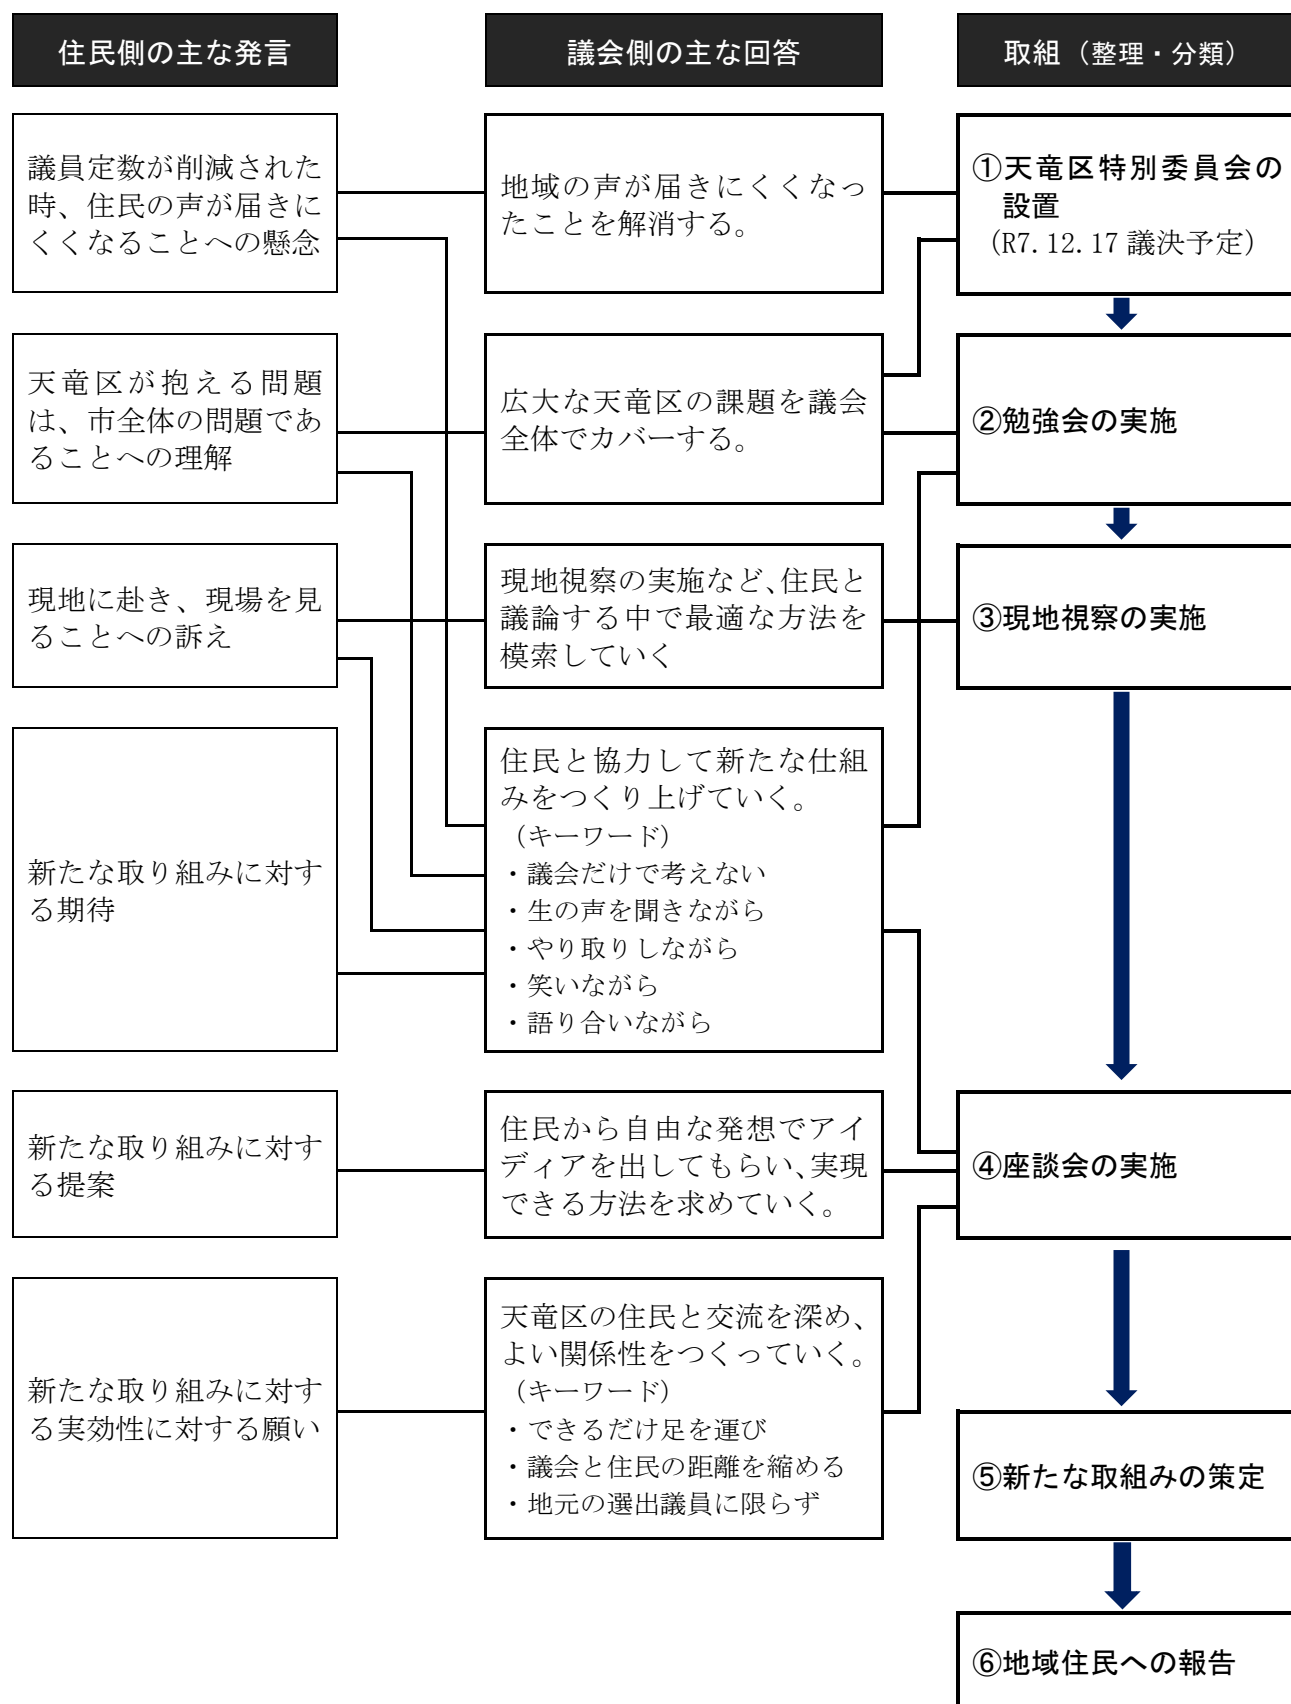 住民側の主な発言
議会側の主な回答
取組（整理・分類）
議員定数が削減された
時、住民の声が届きに
くくなることへの懸念
地域の声が届きにくくなっ
たことを解消する。
①天竜区特別委員会の
設置
（R7.12.17 議決予定）
天竜区が抱える問題
は、市全体の問題であ
ることへの理解
広大な天竜区の課題を議会
全体でカバーする。
②勉強会の実施
現地に赴き、現場を見
ることへの訴え
現地視察の実施など、住民と
議論する中で最適な方法を
模索していく
③現地視察の実施
新たな取り組みに対す
る期待
住民と協力して新たな仕組
みをつくり上げていく。
（キーワード）
・議会だけで考えない
・生の声を聞きながら
・やり取りしながら
・笑いながら
・語り合いながら
新たな取り組みに対す
る提案
住民から自由な発想でアイ
ディアを出してもらい、実現
できる方法を求めていく。
④座談会の実施
新たな取り組みに対す
る実効性に対する願い
天竜区の住民と交流を深め、
よい関係性をつくっていく。
（キーワード）
・できるだけ足を運び
・議会と住民の距離を縮める
・地元の選出議員に限らず
⑤新たな取組みの策定
⑥地域住民への報告